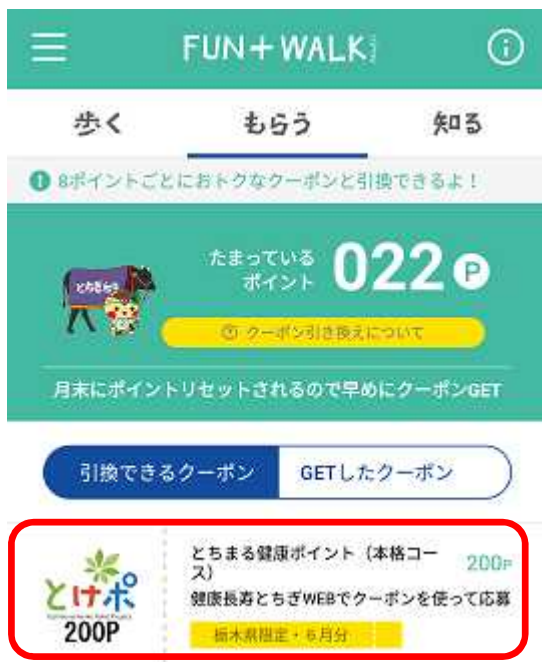 FUN+WALK
歩く もらう 知る
8ポイントごとにおトクなクーポンと引換できるよ！
とちぎ
たまっている
ポイント
022 P
クーポン引き換えについて
月末にポイントリセットされるので早めにクーポンGET
引換できるクーポン GETしたクーポン
とけポ
200P
とちまる健康ポイント（本格コー
ス）
200P
健康長寿とちぎWEBでクーポンを使って応募
栃木県限定・6月分